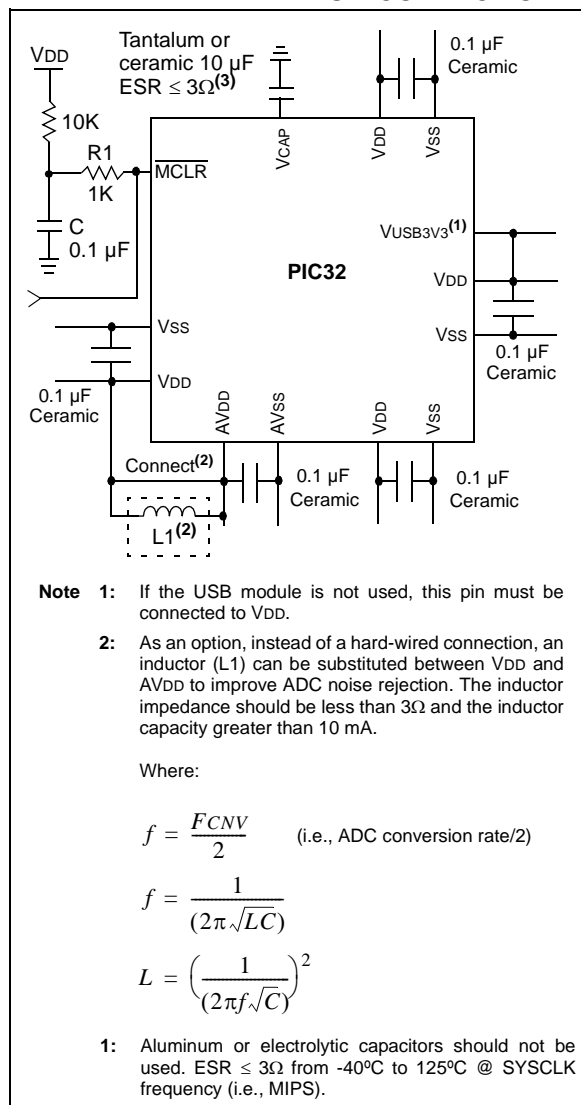 VDD
Tantalum or
ceramic 10 µF
ESR ≤ 3Ω(3)
0.1 µF
Ceramic
10K
R1
1K
MCLR
VCAP
VDD
VSS
C
0.1 µF
VUSB3V3(1)
PIC32
VDD
VSS
VSS
VDD
0.1 µF
Ceramic
0.1 µF
Ceramic
AVDD
AVSS
VDD
VSS
Connect(2)
0.1 µF
Ceramic
0.1 µF
Ceramic
L1(2)
Note 1: If the USB module is not used, this pin must be
connected to VDD.
2: As an option, instead of a hard-wired connection, an
inductor (L1) can be substituted between VDD and
AVDD to improve ADC noise rejection. The inductor
impedance should be less than 3Ω and the inductor
capacity greater than 10 mA.
Where:
f = FCNV / 2 (i.e., ADC conversion rate/2)
f = 1 / (2π√LC)
L = (1 / (2πf√C))²
1: Aluminum or electrolytic capacitors should not be
used. ESR ≤ 3Ω from -40ºC to 125ºC @ SYSCLK
frequency (i.e., MIPS).